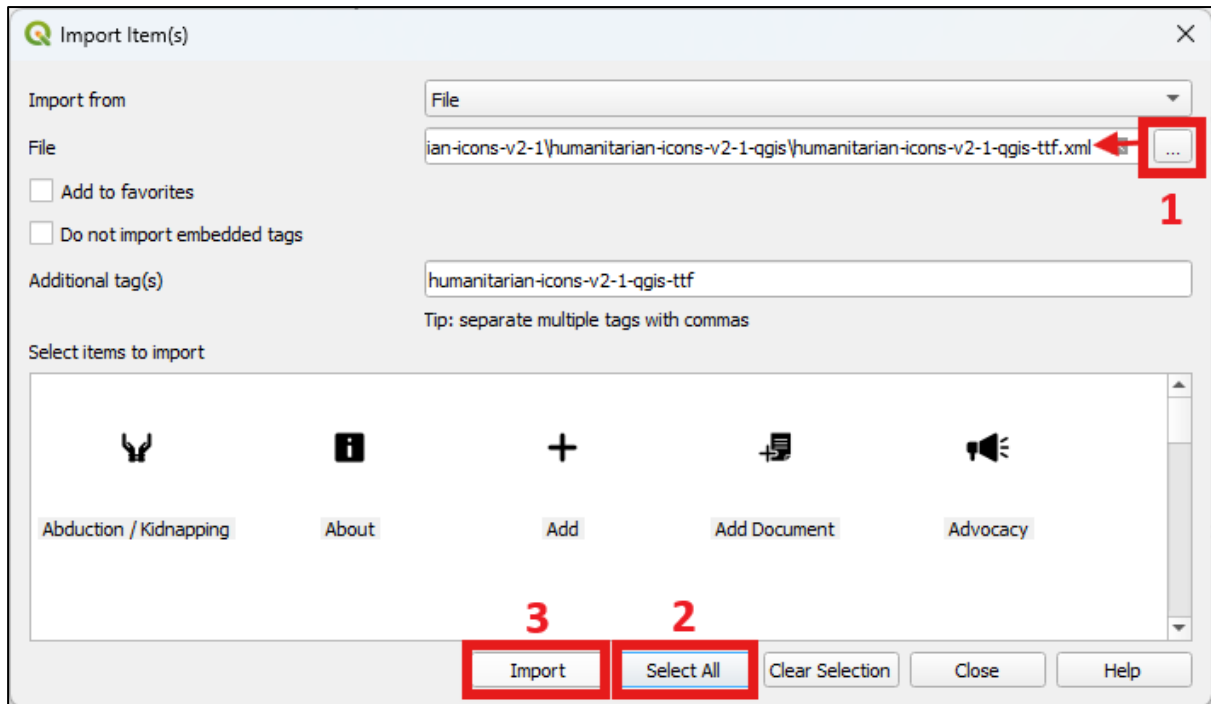 Import Item(s)
Import from File
File ian-icons-v2-1\humanitarian-icons-v2-1-qgis\humanitarian-icons-v2-1-qgis-ttf.xml ...
1
Add to favorites
Do not import embedded tags
Additional tag(s) humanitarian-icons-v2-1-qgis-ttf
Tip: separate multiple tags with commas
Select items to import
Abduction / Kidnapping About Add Add Document Advocacy
3 2
Import Select All Clear Selection Close Help